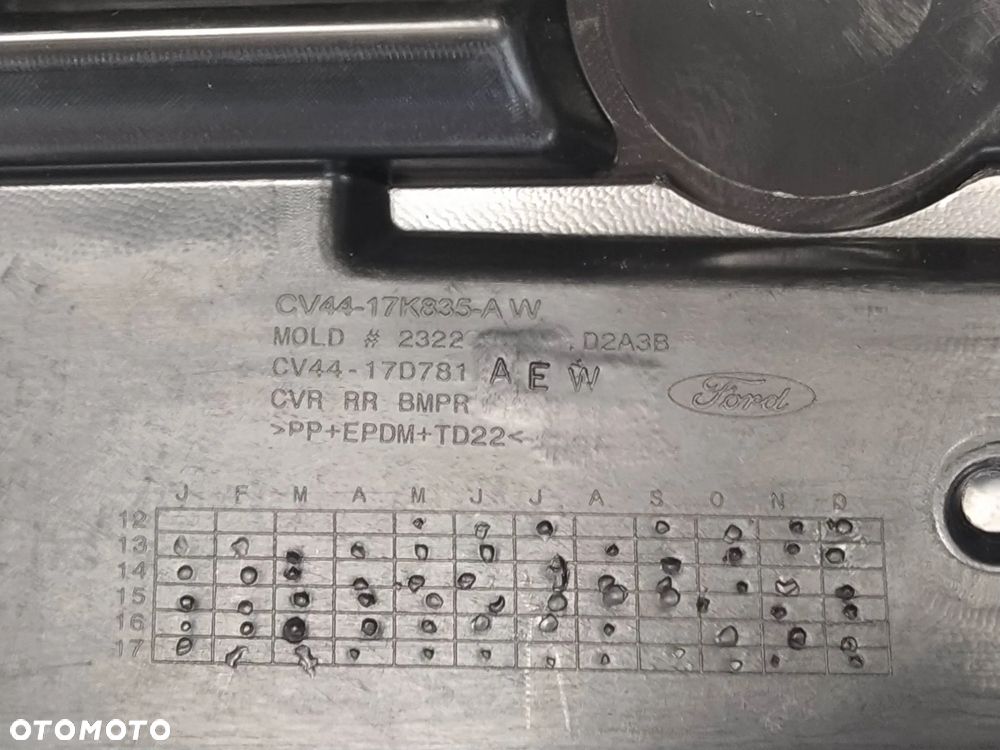 CV44-17K835-AW
MOLD # 2322 D2A3B
CV44-17D781 A E W
Ford
CVR RR BMPR
>PP+EPDM+TD22<
J F M A M J J A S O N D
12
13
14
15
16
17
OTOMOTO